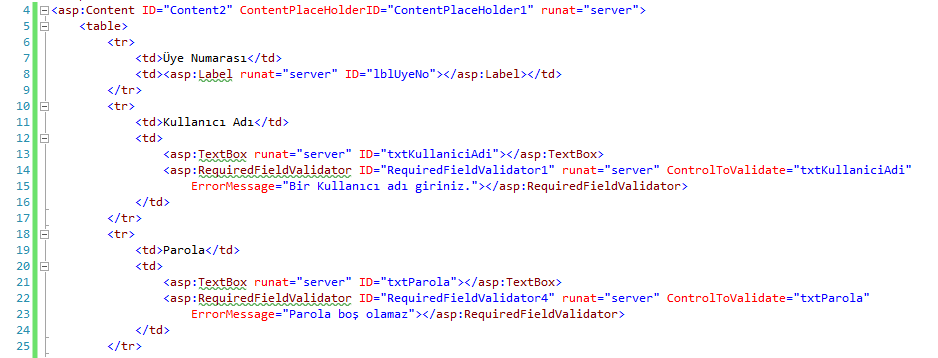 4 <asp:Content ID="Content2" ContentPlaceHolderID="ContentPlaceHolder1" runat="server">
5 <table>
6 <tr>
7 <td>Üye Numarası</td>
8 <td><asp:Label runat="server" ID="lblUyeNo"></asp:Label></td>
9 </tr>
10 <tr>
11 <td>Kullanıcı Adı</td>
12 <td>
13 <asp:TextBox runat="server" ID="txtKullaniciAdi"></asp:TextBox>
14 <asp:RequiredFieldValidator ID="RequiredFieldValidator1" runat="server" ControlToValidate="txtKullaniciAdi"
15 ErrorMessage="Bir Kullanıcı adı giriniz."></asp:RequiredFieldValidator>
16 </td>
17 </tr>
18 <tr>
19 <td>Parola</td>
20 <td>
21 <asp:TextBox runat="server" ID="txtParola"></asp:TextBox>
22 <asp:RequiredFieldValidator ID="RequiredFieldValidator4" runat="server" ControlToValidate="txtParola"
23 ErrorMessage="Parola boş olamaz"></asp:RequiredFieldValidator>
24 </td>
25 </tr>